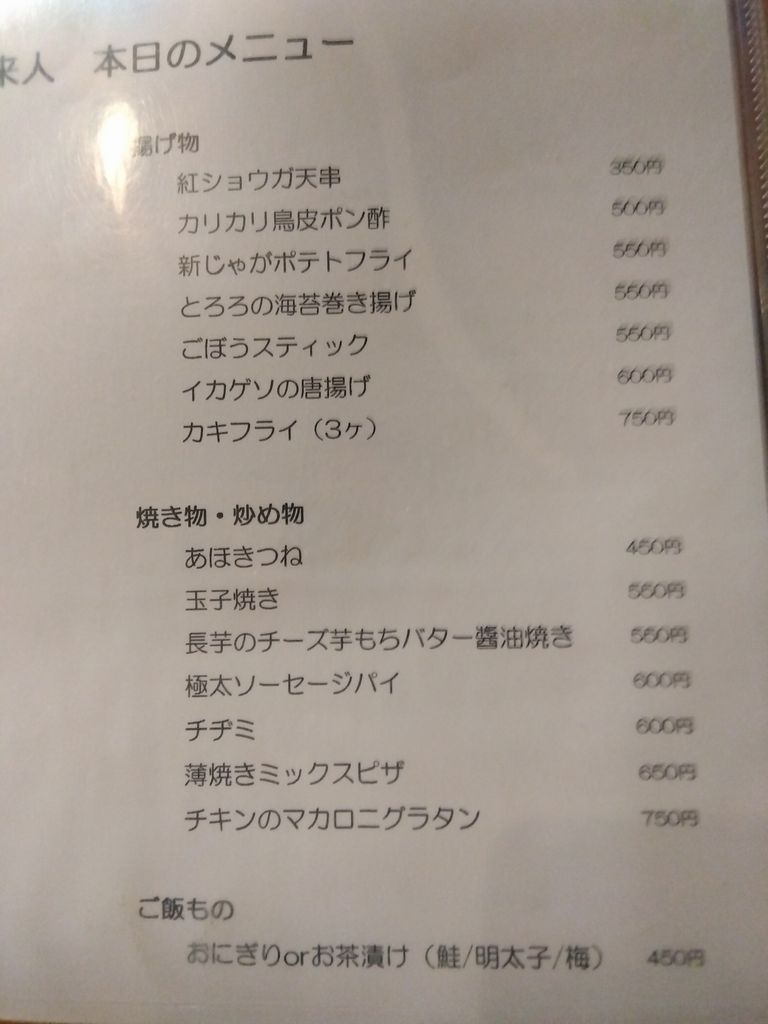 来人 本日のメニュー
揚げ物
紅ショウガ天串 350円
カリカリ鳥皮ポン酢 500円
新じゃがポテトフライ 550円
とろろの海苔巻き揚げ 550円
ごぼうスティック 550円
イカゲソの唐揚げ 600円
カキフライ（3ヶ） 750円
焼き物・炒め物
あほきつね 450円
玉子焼き 550円
長芋のチーズ芋もちバター醬油焼き 550円
極太ソーセージパイ 600円
チヂミ 600円
薄焼きミックスピザ 650円
チキンのマカロニグラタン 750円
ご飯もの
おにぎりorお茶漬け（鮭/明太子/梅） 450円